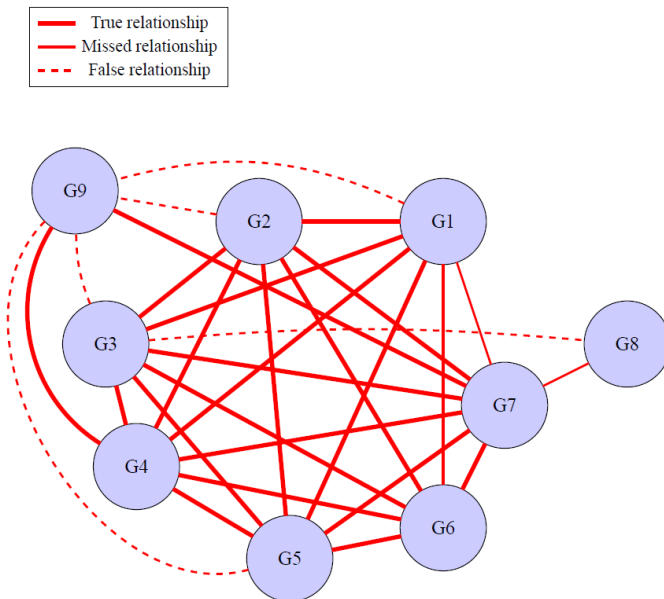 True relationship
Missed relationship
False relationship
G9
G2
G1
G3
G8
G7
G4
G6
G5